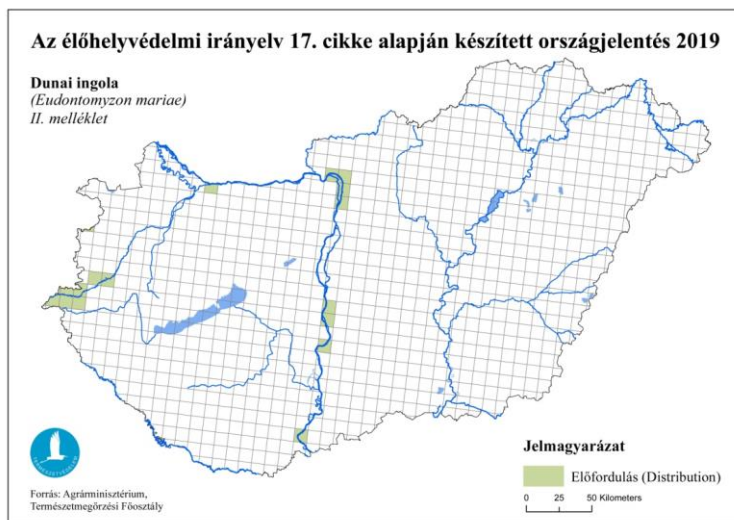 Az élőhelyvédelmi irányelv 17. cikke alapján készített országjelentés 2019
Dunai ingola
(Eudontomyzon mariae)
II. melléklet
TERMÉSZETVÉDELEM
Forrás: Agrárminisztérium,
Természetmegőrzési Főosztály
Jelmagyarázat
Előfordulás (Distribution)
0 25 50 Kilometers